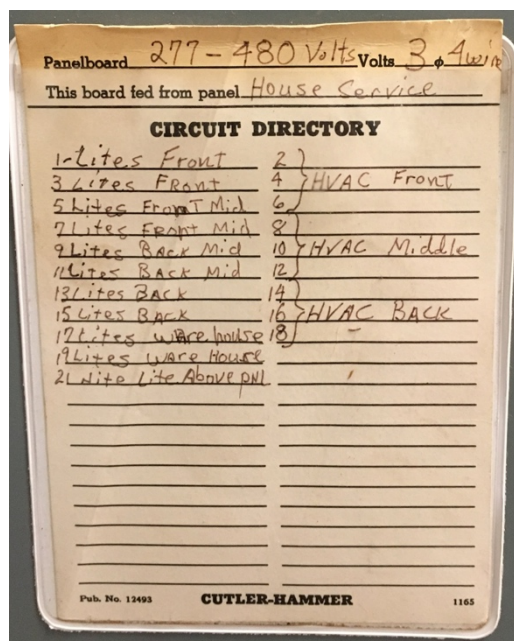 Panelboard 277-480 Volts Volts 3 ϕ 4 wire
This board fed from panel House Service
CIRCUIT DIRECTORY
1-Lites Front 2
3 Lites Front 4 HVAC Front
5 Lites Front Mid 6
7 Lites Front Mid 8
9 Lites Back Mid 10 HVAC Middle
11 Lites Back Mid 12
13 Lites Back 14
15 Lites Back 16 HVAC BACK
17 Lites Warehouse 18
19 Lites Ware House
21 Nite Lite Above PNL
Pub. No. 12493 CUTLER-HAMMER 1165